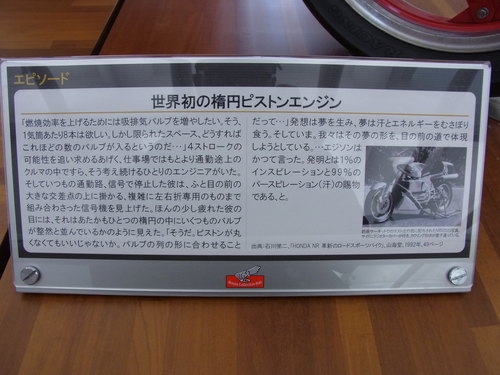 エピソード
世界初の楕円ピストンエンジン
「燃焼効率を上げるためには吸排気バルブを増やしたい。そう、
1気筒あたり8本は欲しい。しかし限られたスペース、どうすれば
これほどの数のバルブが入るというのだ…」4ストロークの
可能性を追い求めるあげく、仕事場ではもとより通勤途上の
クルマの中ですら、そう考え続けるひとりのエンジニアがいた。
そしていつもの通勤路、信号で停止した彼は、ふと目の前の
大きな交差点の上に掛かる、複雑に左右折専用のものまで
組み合わさった信号機を見上げた。ほんの少し疲れた彼の
目には、それはあたかもひとつの楕円の中にいくつものバルブ
が整然と並んでいるかのように見えた。「そうだ。ピストンが丸
くなくてもいいじゃないか。バルブの列の形に合わせること
だって…」発想は夢を生み、夢は汗とエネルギーをむさぼり
食う。そしていま。我々はその夢の形を、目の前の道で体現
しようとしている。…エジソンは
かつて言った。発明とは1%の
インスピレーションと99%の
パースピレーション(汗)の賜物
である、と。
出典:石川慎二、「HONDA NR 革新のロードスポーツバイク」、山海堂、1992年、49ページ
Honda Collection Hall